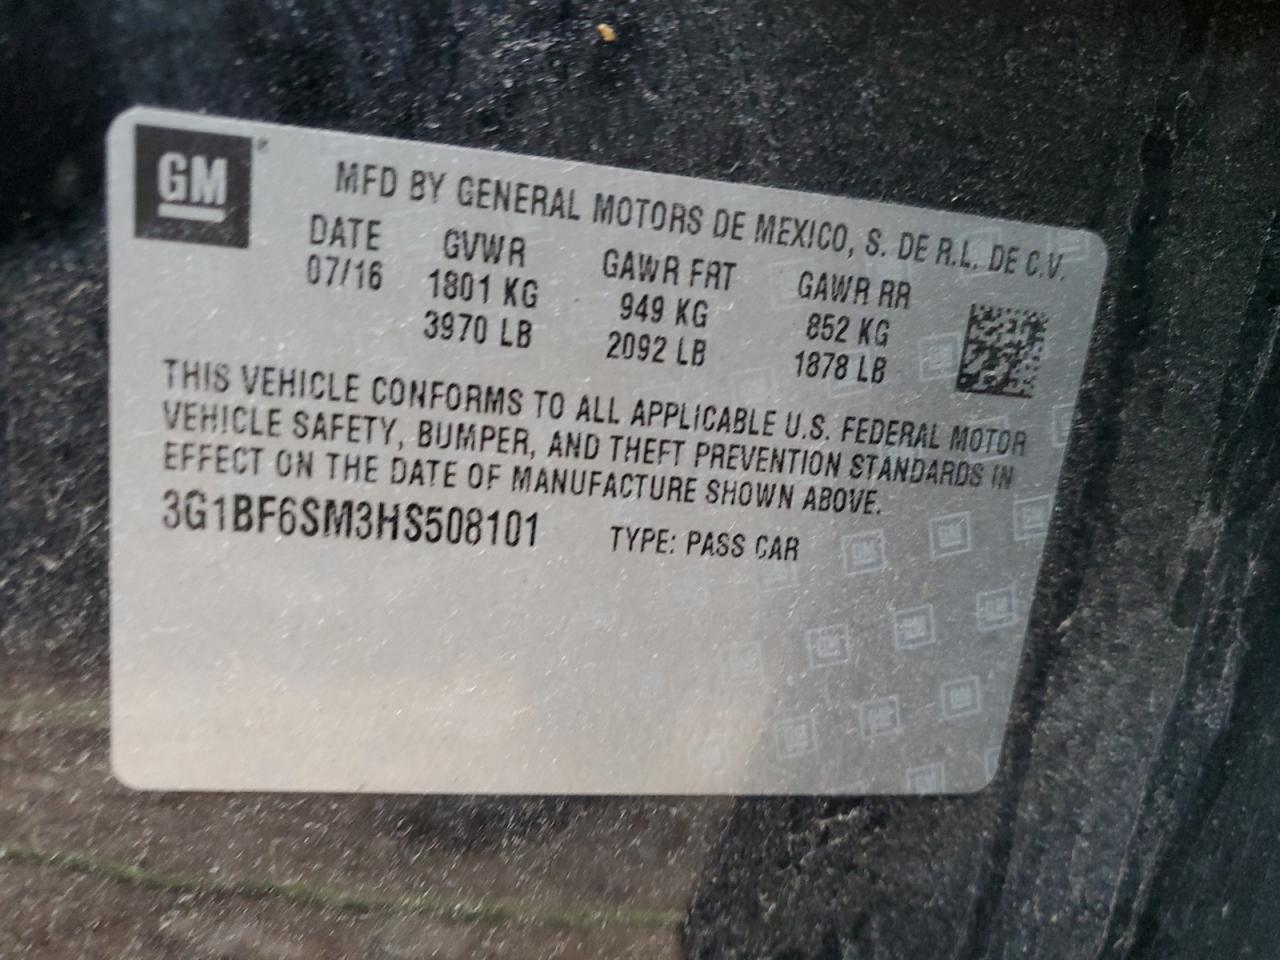 GM
MFD BY GENERAL MOTORS DE MEXICO, S. DE R.L. DE C.V.
DATE GVWR GAWR FRT GAWR RR
07/16 1801 KG 949 KG 852 KG
3970 LB 2092 LB 1878 LB
THIS VEHICLE CONFORMS TO ALL APPLICABLE U.S. FEDERAL MOTOR
VEHICLE SAFETY, BUMPER, AND THEFT PREVENTION STANDARDS IN
EFFECT ON THE DATE OF MANUFACTURE SHOWN ABOVE.
3G1BF6SM3HS508101 TYPE: PASS CAR